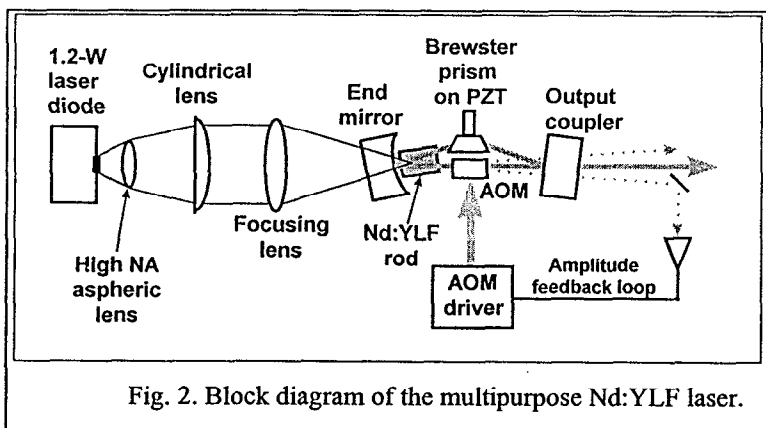 1.2-W
laser
diode
Cylindrical
lens
End
mirror
Brewster
prism
on PZT
Output
coupler
High NA
aspheric
lens
Focusing
lens
Nd:YLF
rod
AOM
AOM
driver
Amplitude
feedback loop
Fig. 2. Block diagram of the multipurpose Nd:YLF laser.